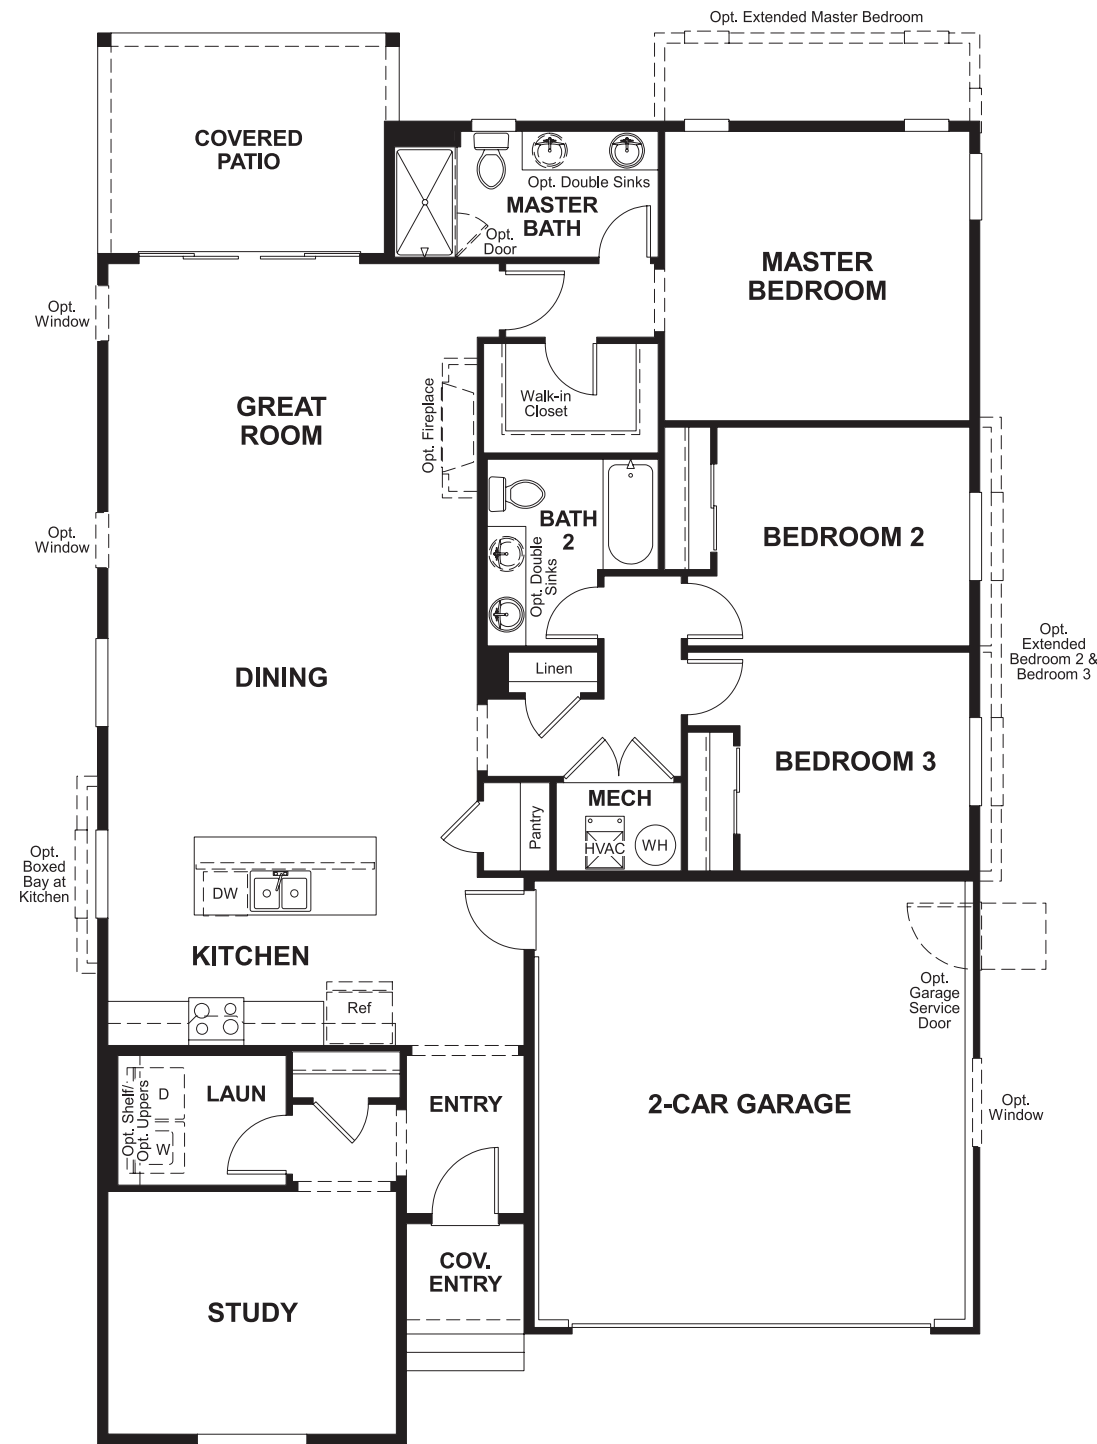 Opt. Extended Master Bedroom
COVERED
PATIO
Opt. Double Sinks
MASTER
BATH
Opt.
Door
MASTER
BEDROOM
Opt.
Window
GREAT
ROOM
Opt. Fireplace
Walk-in
Closet
Opt.
Window
BATH
2
Opt. Double
Sinks
BEDROOM 2
Opt.
Extended
Bedroom 2 &
Bedroom 3
DINING
Linen
BEDROOM 3
MECH
HVAC
WH
Pantry
Opt.
Boxed
Bay at
Kitchen
DW
KITCHEN
Ref
Opt.
Garage
Service
Door
Opt. Shelf/
Opt. Uppers
D
W
LAUN
ENTRY
2-CAR GARAGE
Opt.
Window
COV.
ENTRY
STUDY